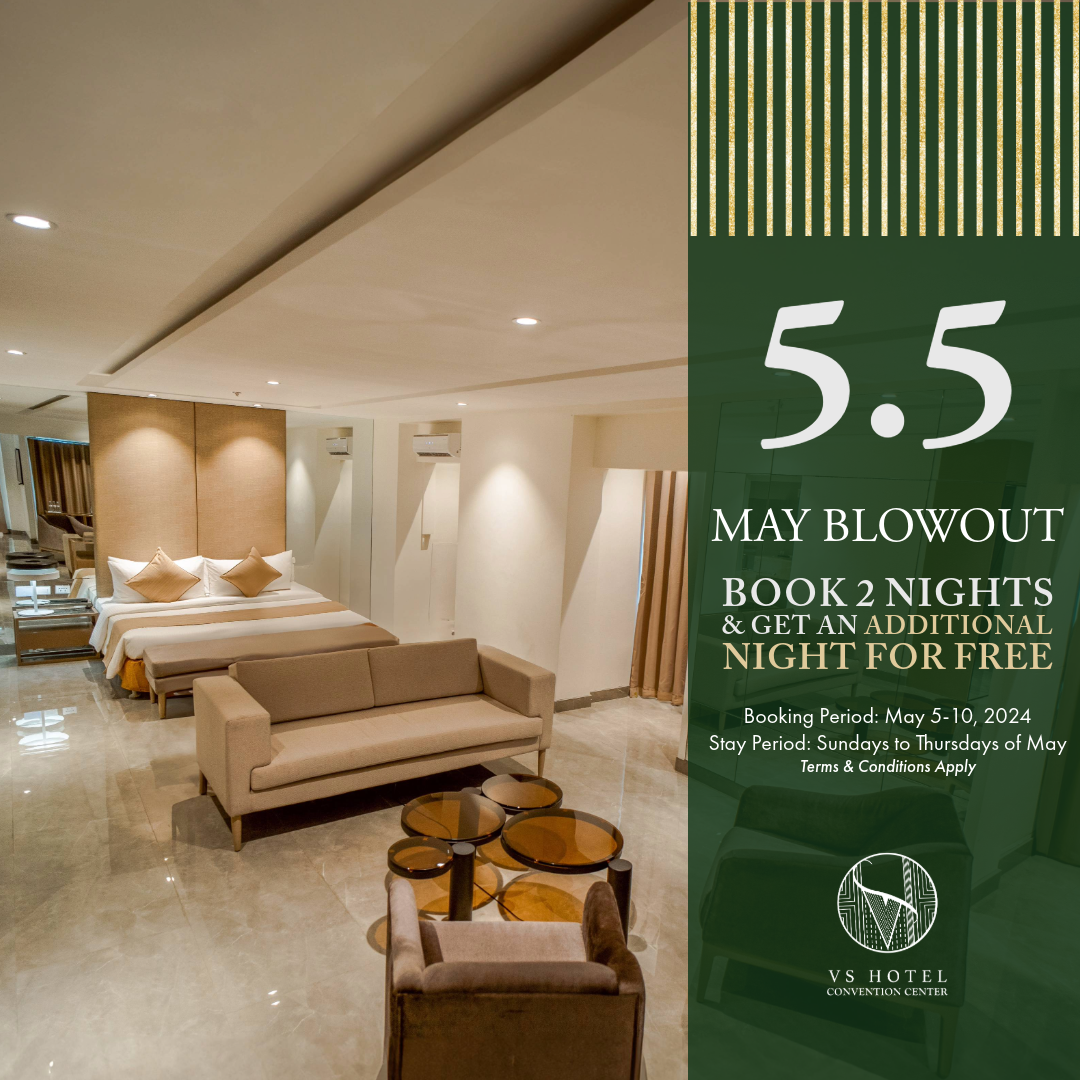 5.5
MAY BLOWOUT
BOOK 2 NIGHTS
& GET AN ADDITIONAL
NIGHT FOR FREE
Booking Period: May 5-10, 2024
Stay Period: Sundays to Thursdays of May
Terms & Conditions Apply
VS HOTEL
CONVENTION CENTER